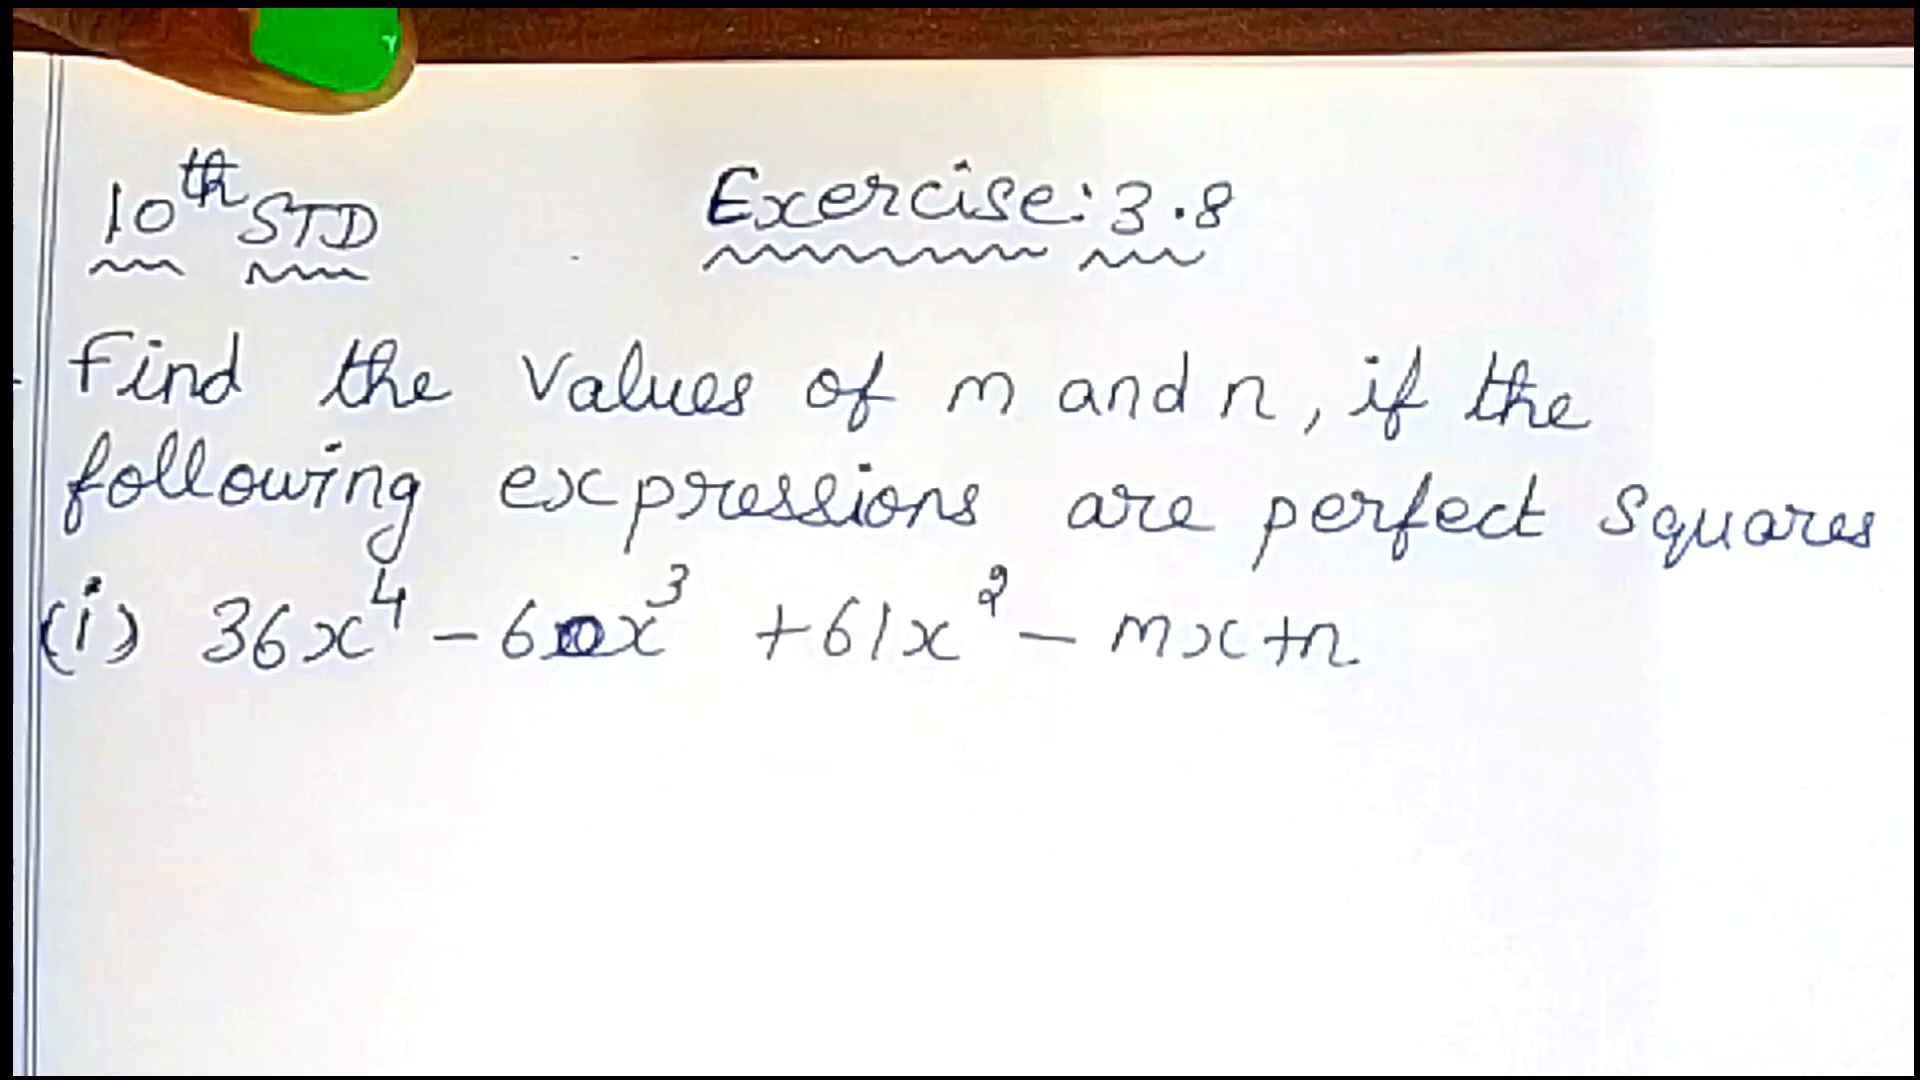 10th STD Exercise: 3.8
Find the Values of m and n, if the
following expressions are perfect Squares
(i) 36x⁴ - 60x³ + 61x² - mx+n